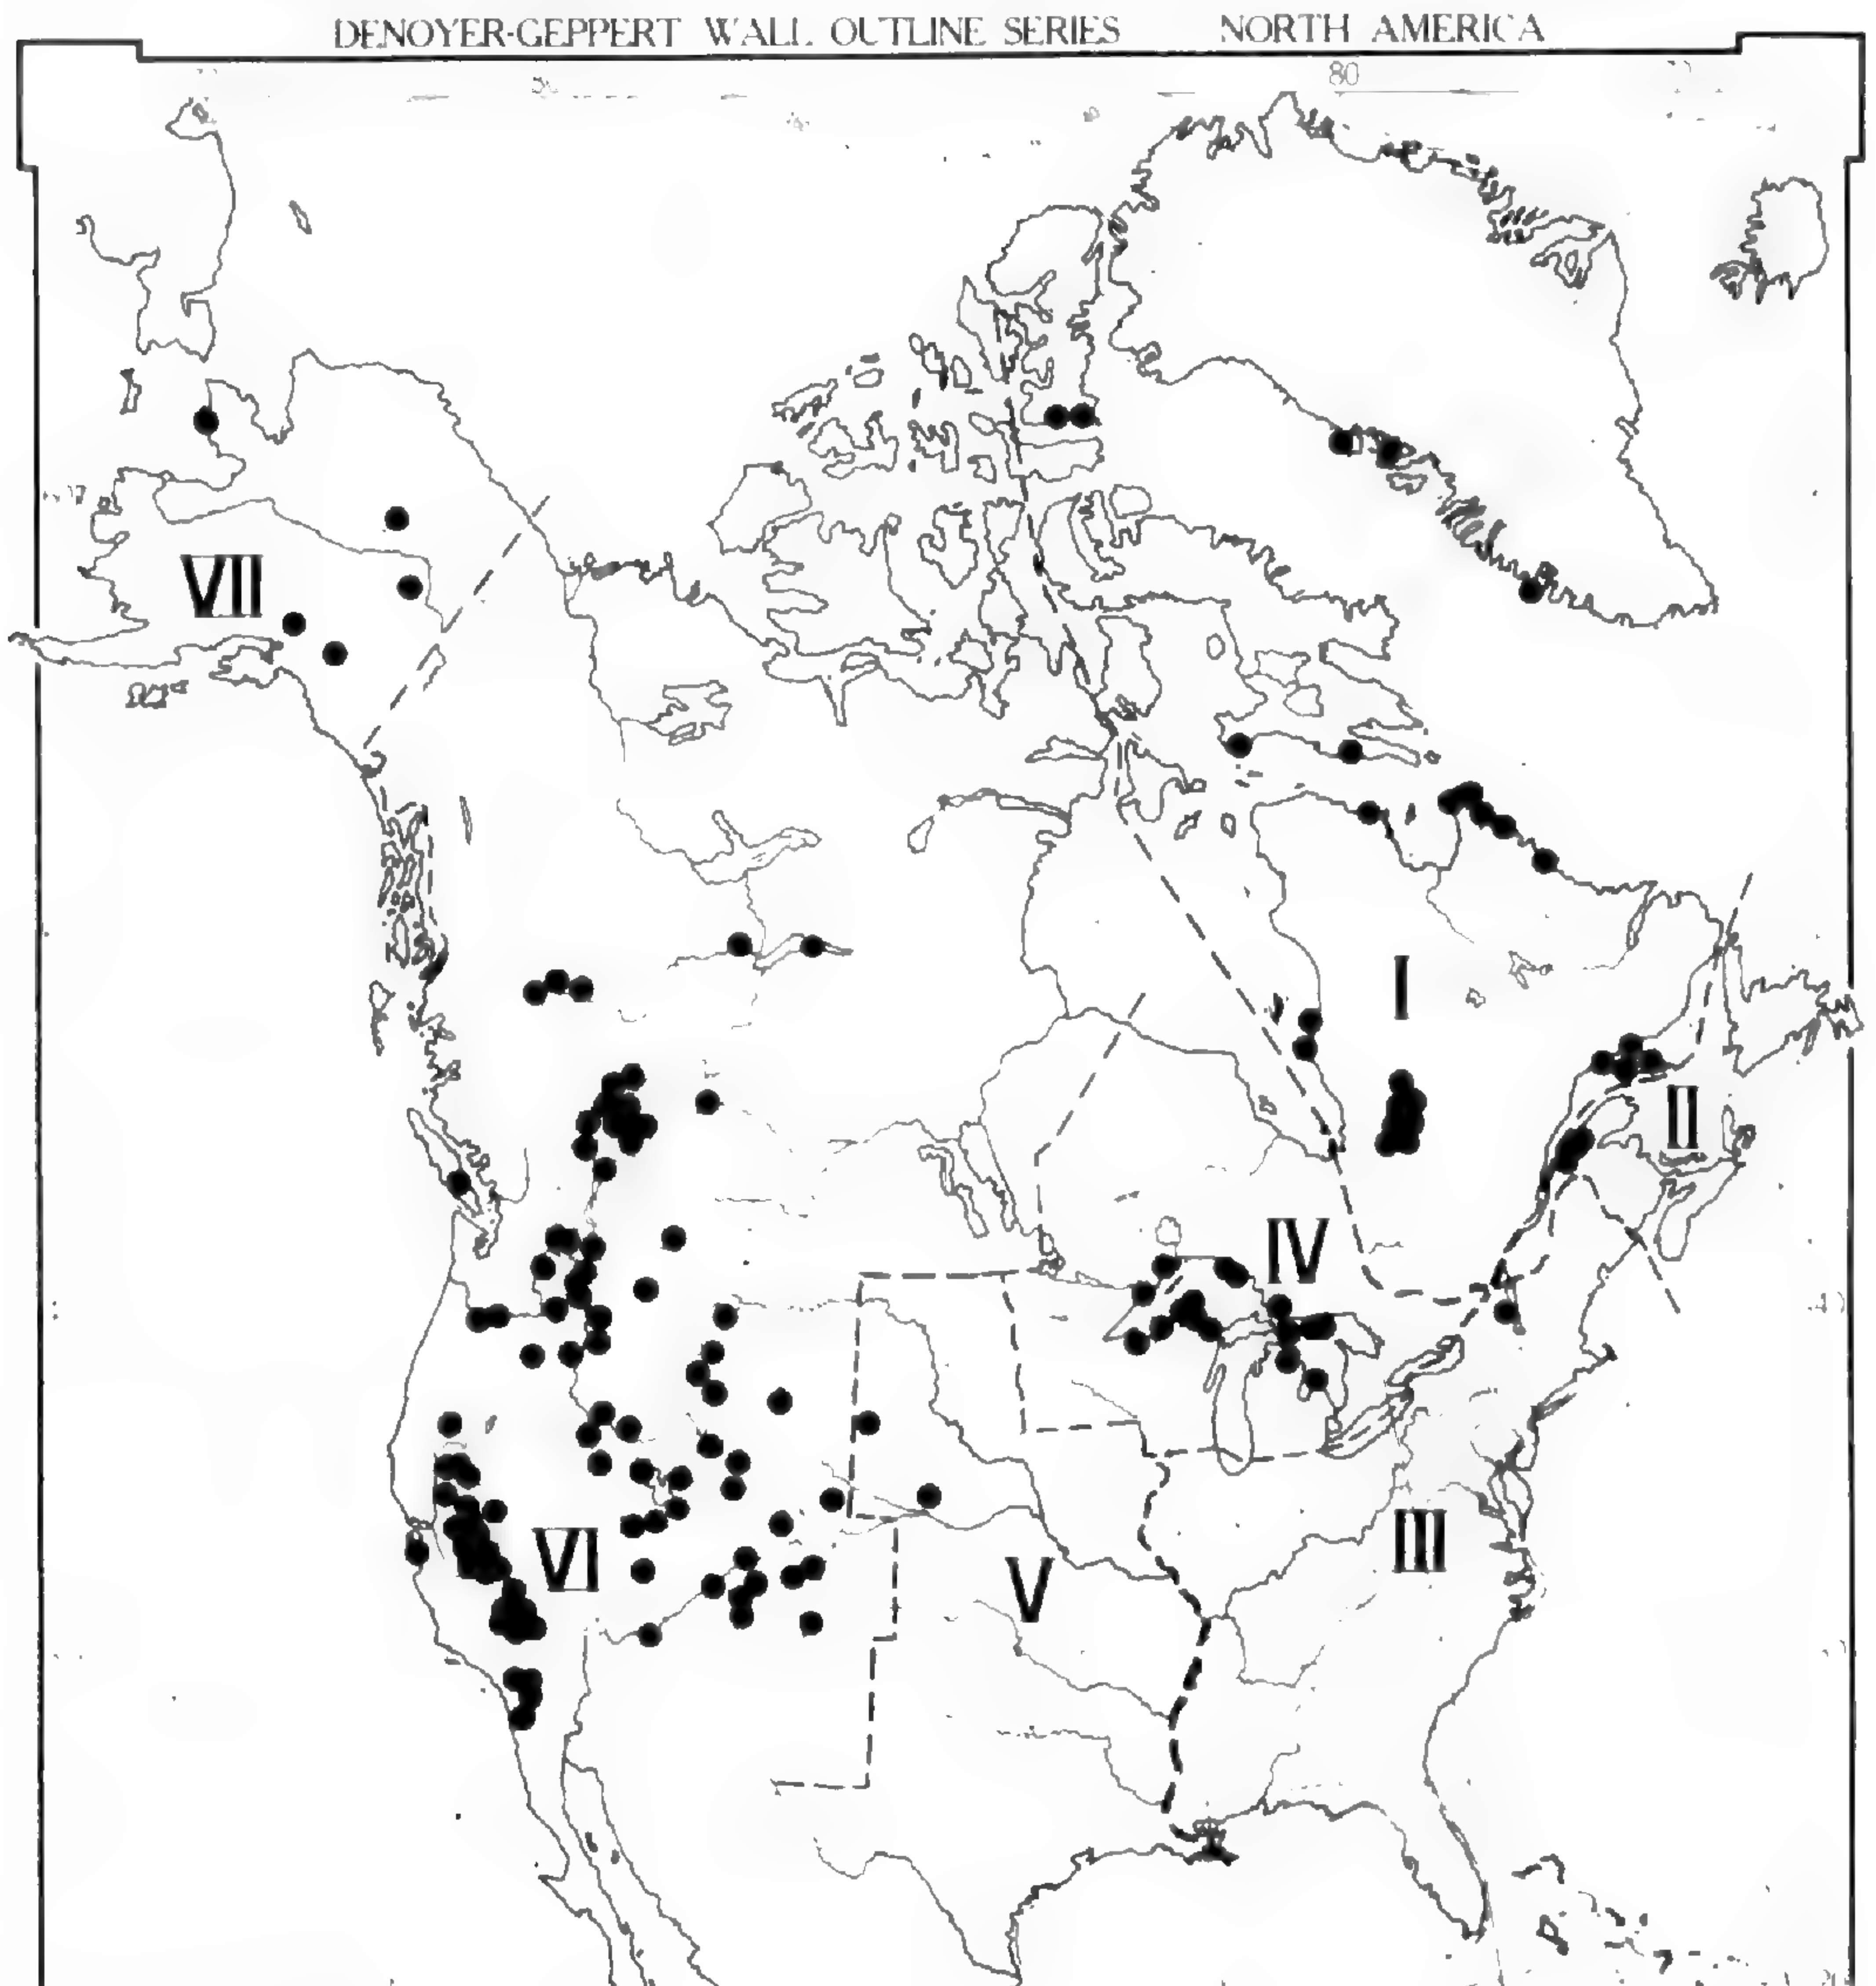 DENOYER-GEPPERT WALL OUTLINE SERIES NORTH AMERICA
80
VII
I
II
IV
VI
V
III